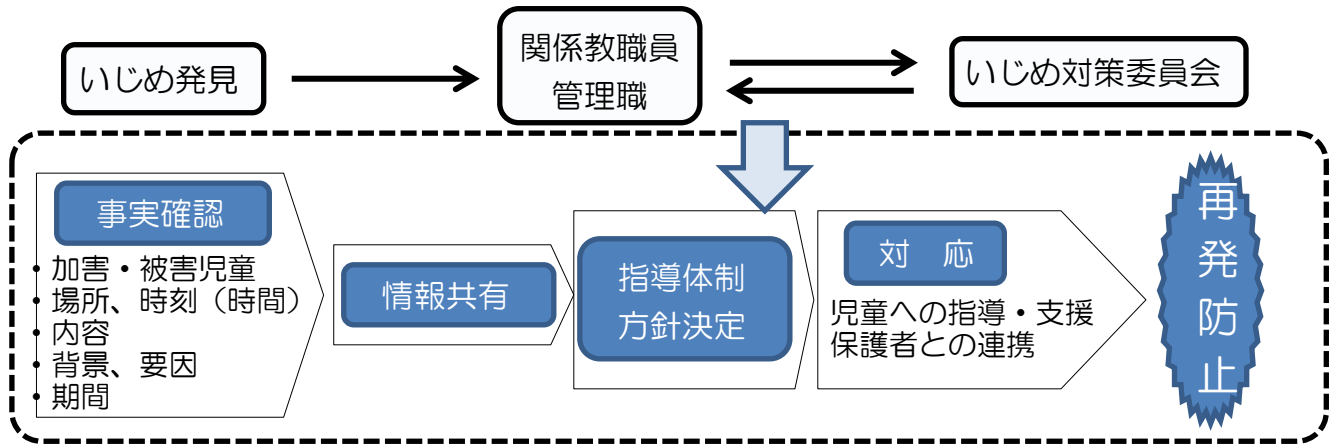 いじめ発見
関係教職員
管理職
いじめ対策委員会
事実確認
・加害・被害児童
・場所、時刻（時間）
・内容
・背景、要因
・期間
情報共有
指導体制
方針決定
対　応
児童への指導・支援
保護者との連携
再発防止